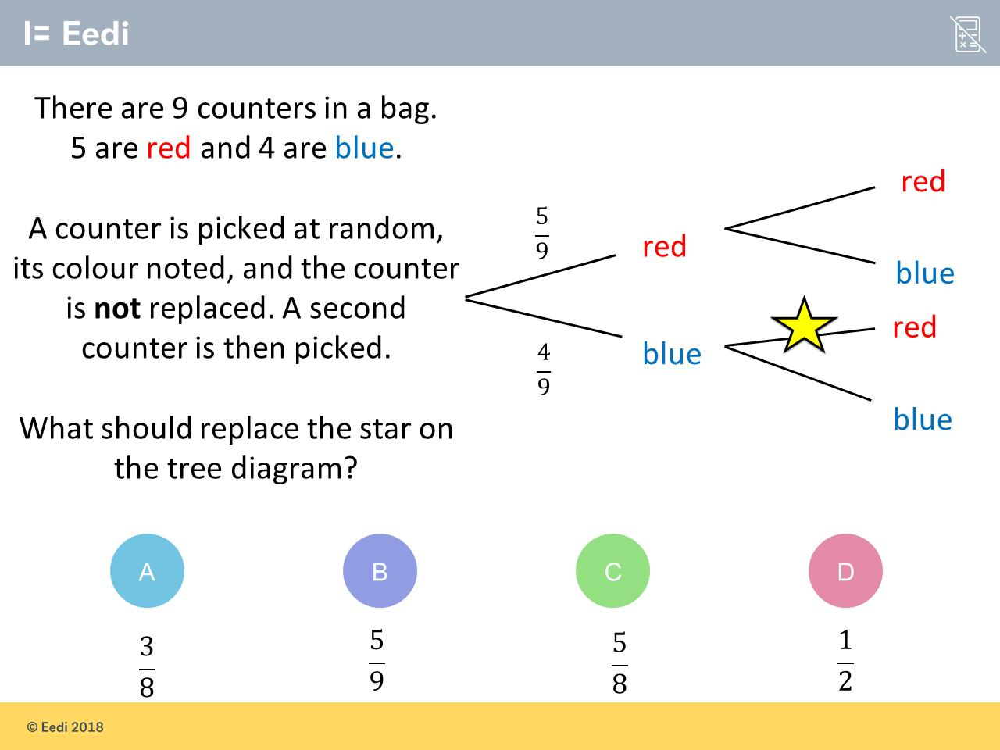 Eedi
There are 9 counters in a bag.
5 are red and 4 are blue.
A counter is picked at random,
its colour noted, and the counter
is not replaced. A second
counter is then picked.
What should replace the star on
the tree diagram?
5/9
red
4/9
blue
red
blue
red
blue
A
B
C
D
3/8
5/9
5/8
1/2
© Eedi 2018